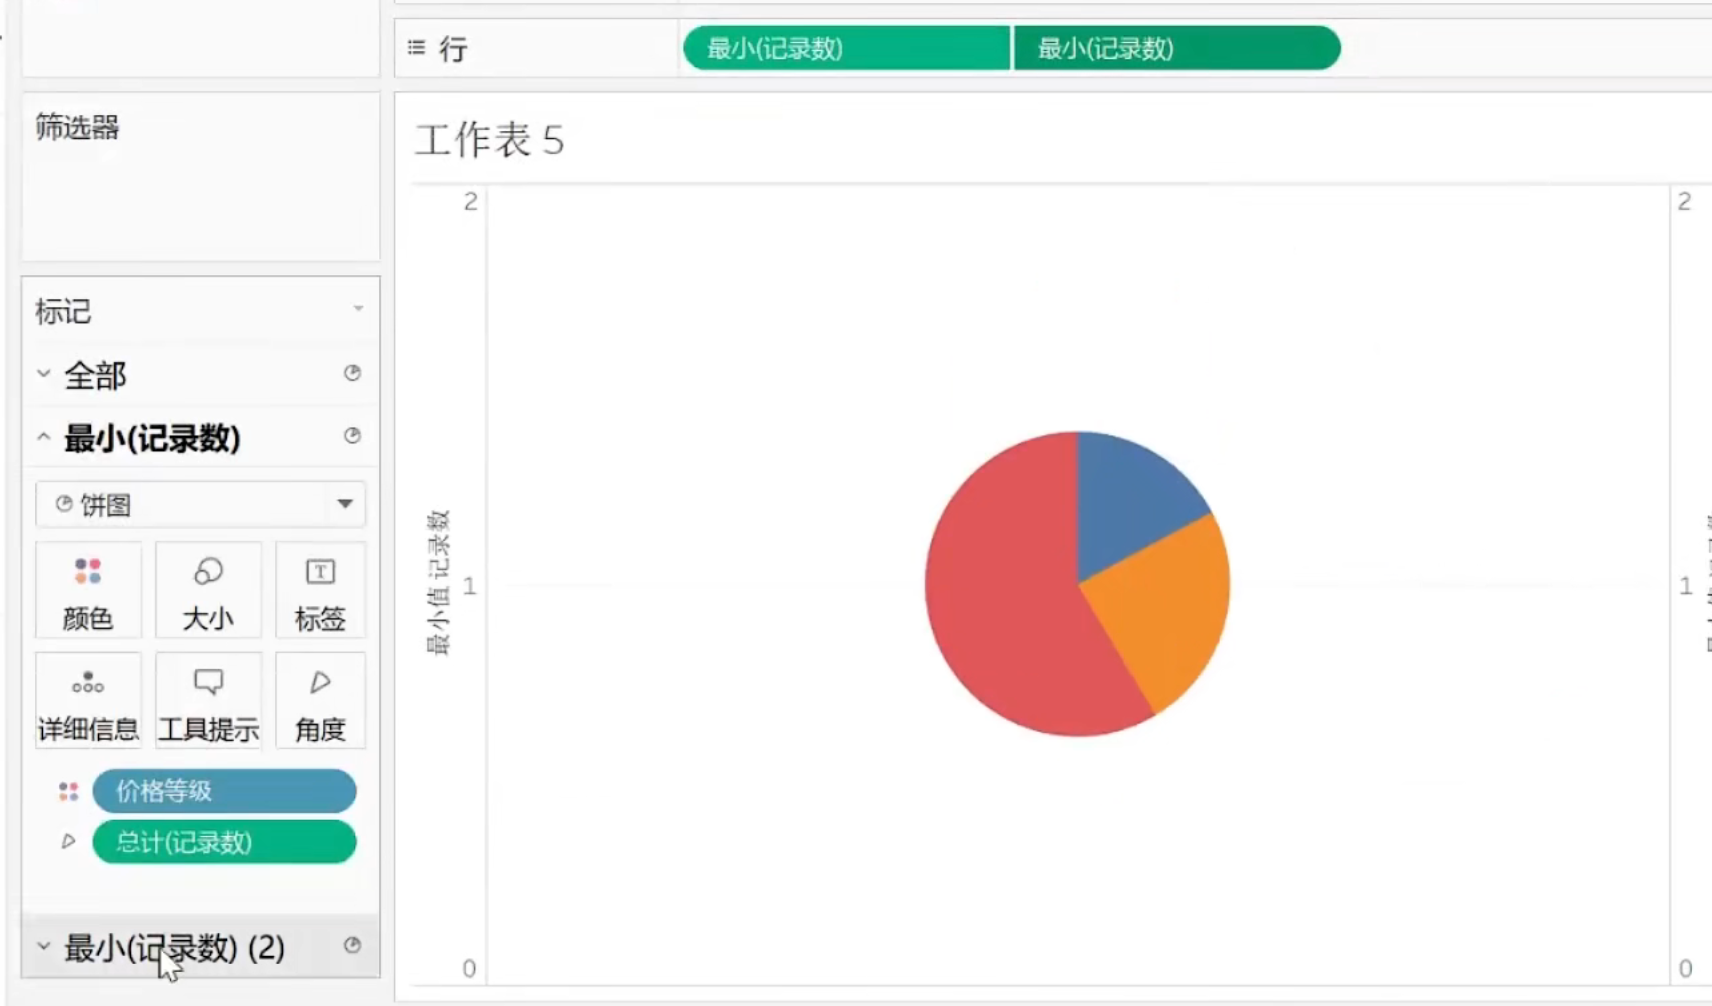 行
最小(记录数)
最小(记录数)
筛选器
工作表 5
标记
全部
最小(记录数)
饼图
颜色
大小
标签
详细信息
工具提示
角度
价格等级
总计(记录数)
最小(记录数) (2)
2
1
0
最小值 记录数
2
1
0